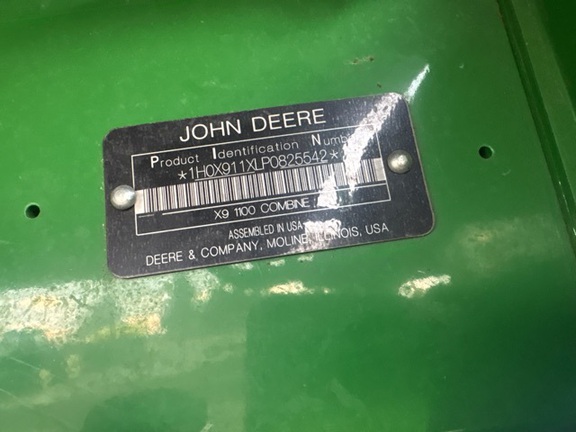 JOHN DEERE
Product Identification Number
*1H0X911XLP0825542*
X9 1100 COMBINE
ASSEMBLED IN USA
DEERE & COMPANY, MOLINE, ILLINOIS, USA